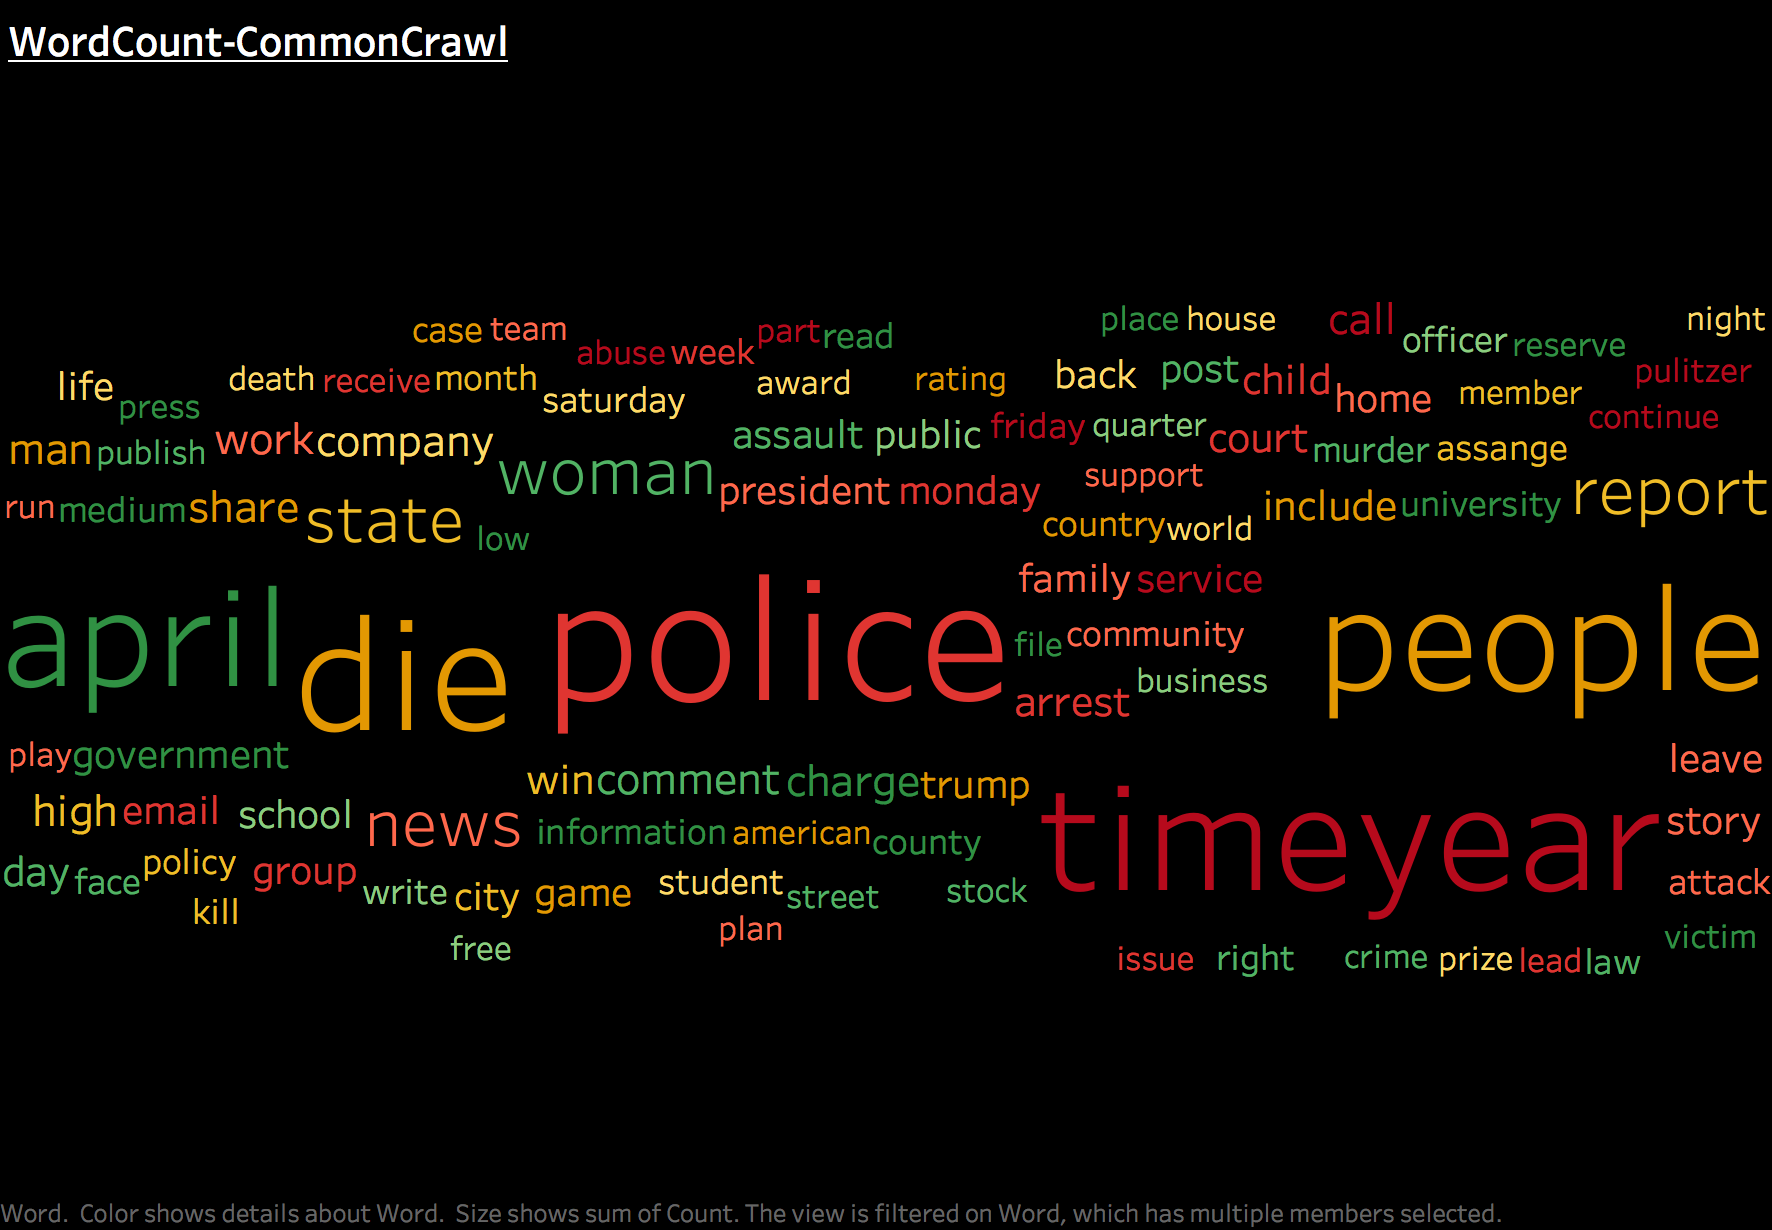 WordCount-CommonCrawl
case team abuse week part read place house call officer reserve night
life press death receive month saturday award rating back post child home member pulitzer continue
man publish work company woman assault public friday quarter court murder assange
run medium share state low president monday support country world include university report
april die police family service file community arrest business people
play government win comment charge trump timeyear leave
high email school news information american county story
day face policy group write city game student street stock attack
kill free plan issue right crime prize lead law victim
Word. Color shows details about Word. Size shows sum of Count. The view is filtered on Word, which has multiple members selected.